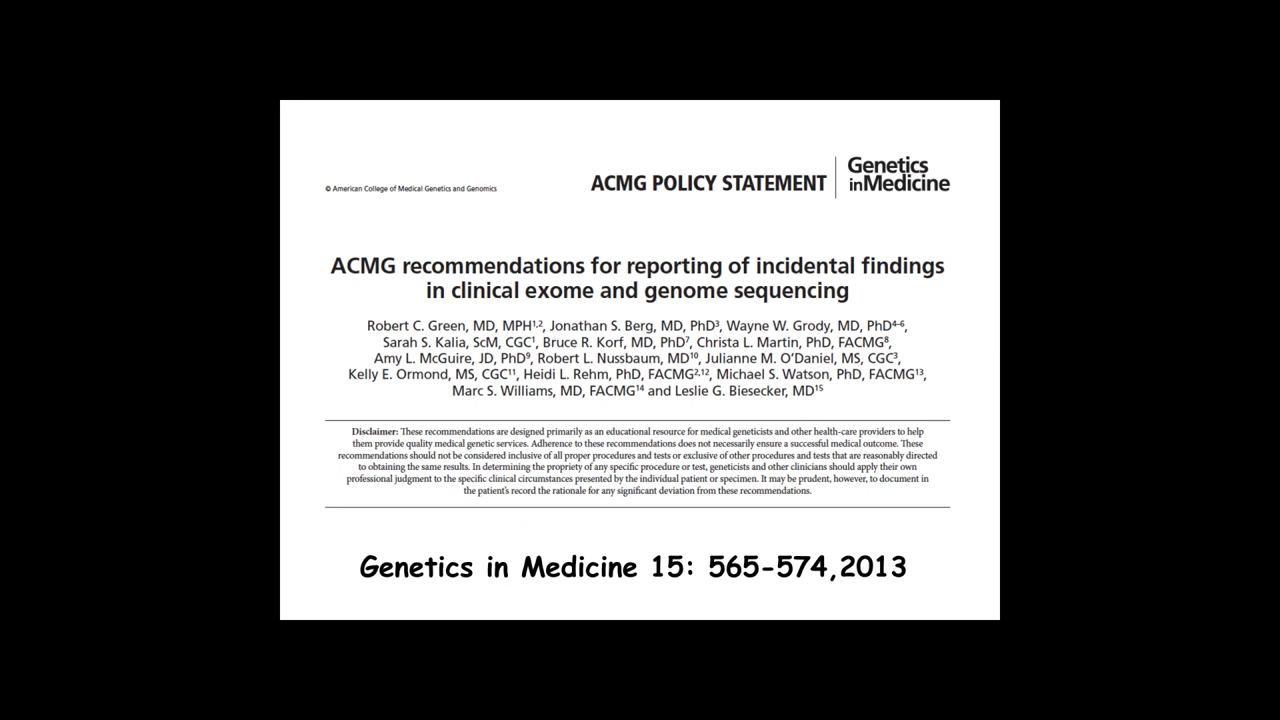 © American College of Medical Genetics and Genomics
ACMG POLICY STATEMENT
Genetics
inMedicine
ACMG recommendations for reporting of incidental findings
in clinical exome and genome sequencing
Robert C. Green, MD, MPH¹,², Jonathan S. Berg, MD, PhD³, Wayne W. Grody, MD, PhD⁴⁻⁶,
Sarah S. Kalia, ScM, CGC¹, Bruce R. Korf, MD, PhD⁷, Christa L. Martin, PhD, FACMG⁸,
Amy L. McGuire, JD, PhD⁹, Robert L. Nussbaum, MD¹⁰, Julianne M. O’Daniel, MS, CGC³,
Kelly E. Ormond, MS, CGC¹¹, Heidi L. Rehm, PhD, FACMG²,¹², Michael S. Watson, PhD, FACMG¹³,
Marc S. Williams, MD, FACMG¹⁴ and Leslie G. Biesecker, MD¹⁵
Disclaimer: These recommendations are designed primarily as an educational resource for medical geneticists and other health-care providers to help
them provide quality medical genetic services. Adherence to these recommendations does not necessarily ensure a successful medical outcome. These
recommendations should not be considered inclusive of all proper procedures and tests or exclusive of other procedures and tests that are reasonably directed
to obtaining the same results. In determining the propriety of any specific procedure or test, geneticists and other clinicians should apply their own
professional judgment to the specific clinical circumstances presented by the individual patient or specimen. It may be prudent, however, to document in
the patient’s record the rationale for any significant deviation from these recommendations.
Genetics in Medicine 15: 565-574,2013